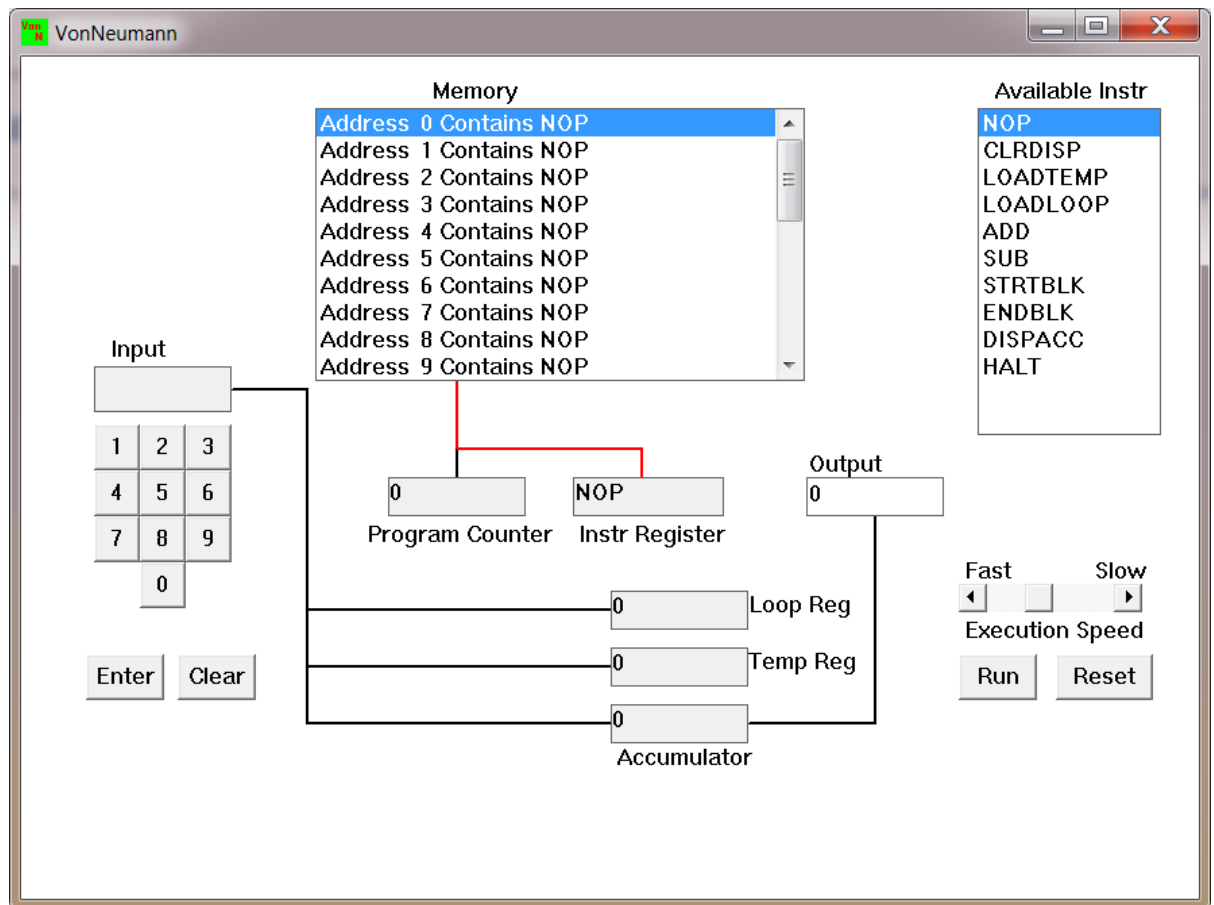 Von
N
VonNeumann
Memory
Available Instr
Address 0 Contains NOP
Address 1 Contains NOP
Address 2 Contains NOP
Address 3 Contains NOP
Address 4 Contains NOP
Address 5 Contains NOP
Address 6 Contains NOP
Address 7 Contains NOP
Address 8 Contains NOP
Address 9 Contains NOP
NOP
CLRDISP
LOADTEMP
LOADLOOP
ADD
SUB
STRTBLK
ENDBLK
DISPACC
HALT
Input
1 2 3
4 5 6
7 8 9
0
Enter Clear
0
Program Counter
NOP
Instr Register
Output
0
0 Loop Reg
0 Temp Reg
0
Accumulator
Fast Slow
Execution Speed
Run Reset